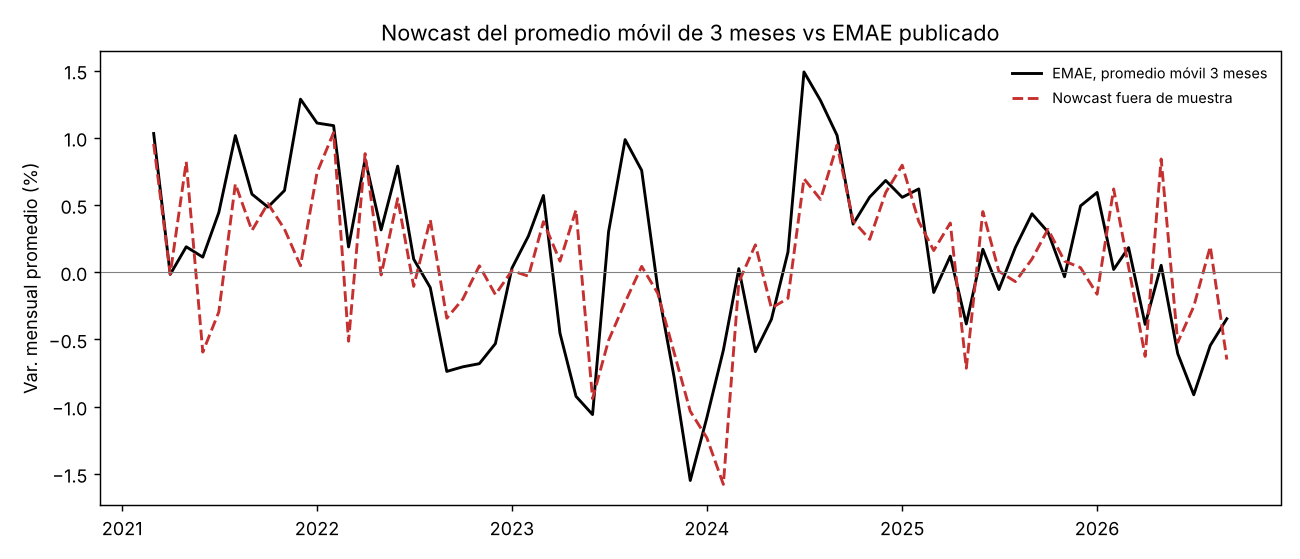 Nowcast del promedio móvil de 3 meses vs EMAE publicado
EMAE, promedio móvil 3 meses
Nowcast fuera de muestra
Var. mensual promedio (%)
1.5
1.0
0.5
0.0
−0.5
−1.0
−1.5
2021 2022 2023 2024 2025 2026